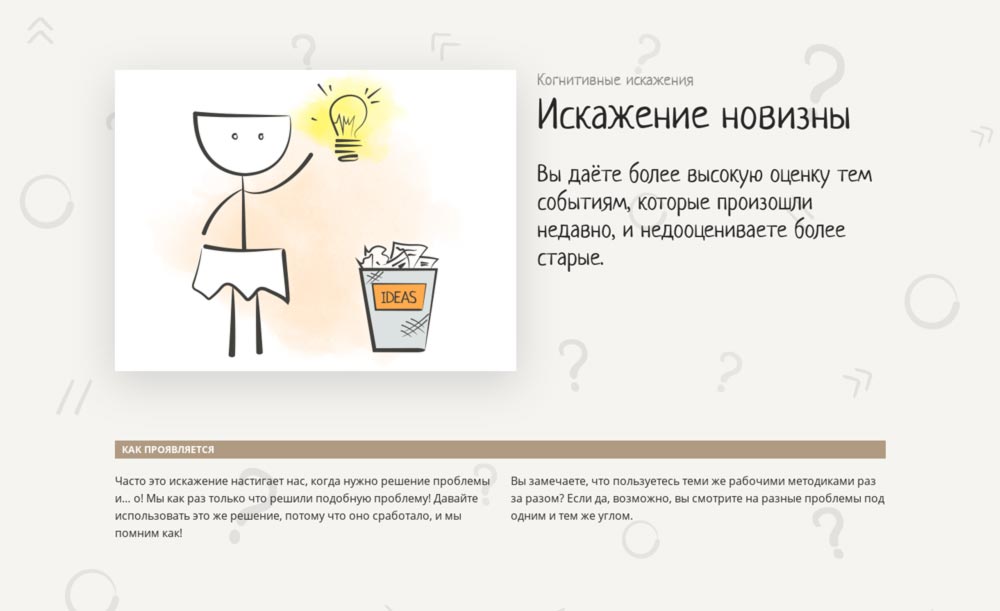 Когнитивные искажения
Искажение новизны
Вы даёте более высокую оценку тем
событиям, которые произошли
недавно, и недооцениваете более
старые.
IDEAS
КАК ПРОЯВЛЯЕТСЯ
Часто это искажение настигает нас, когда нужно решение проблемы
и... о! Мы как раз только что решили подобную проблему! Давайте
использовать это же решение, потому что оно сработало, и мы
помним как!
Вы замечаете, что пользуетесь теми же рабочими методиками раз
за разом? Если да, возможно, вы смотрите на разные проблемы под
одним и тем же углом.